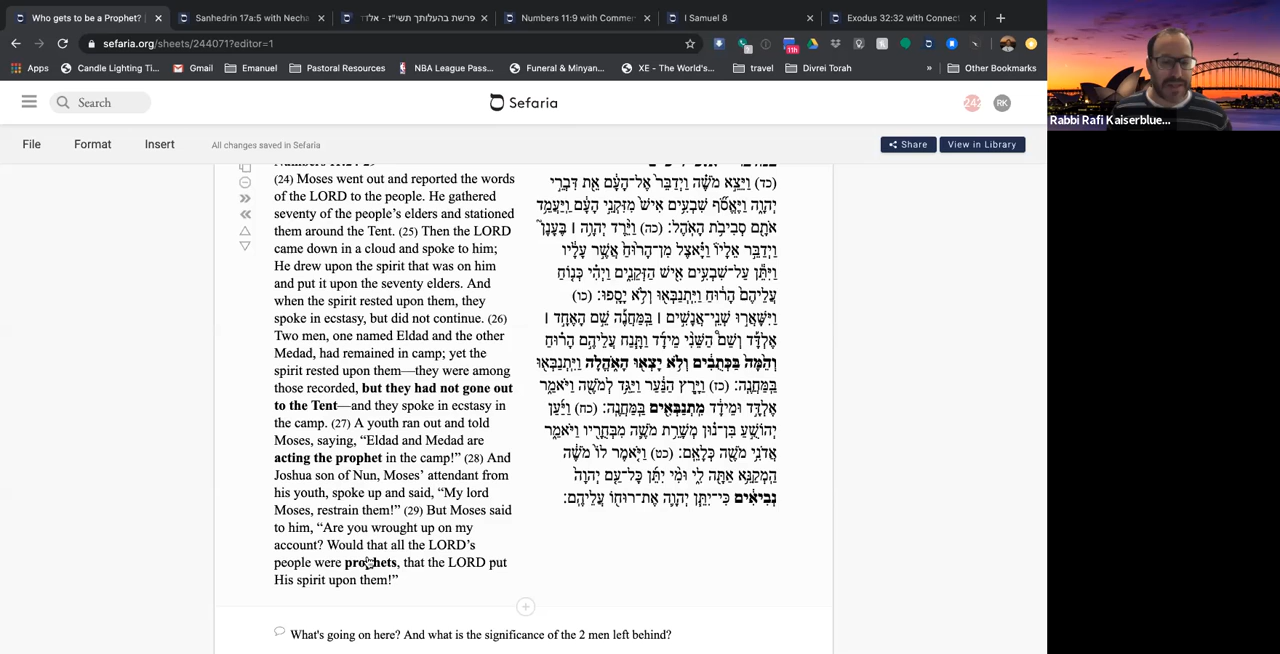 Who gets to be a Prophet? |
Sanhedrin 17a:5 with Necha
פרשת בהעלותך תשי"ז - אלדד
Numbers 11:9 with Commen
I Samuel 8
Exodus 32:32 with Connect
sefaria.org/sheets/244071?editor=1
11h
Apps
Candle Lighting Ti...
Gmail
Emanuel
Pastoral Resources
NBA League Pass...
Funeral & Minyan...
XE - The World's...
travel
Divrei Torah
»
Other Bookmarks
Search
Sefaria
242
RK
File
Format
Insert
All changes saved in Sefaria
Share
View in Library
(24) Moses went out and reported the words
of the LORD to the people. He gathered
seventy of the people's elders and stationed
them around the Tent. (25) Then the LORD
came down in a cloud and spoke to him;
He drew upon the spirit that was on him
and put it upon the seventy elders. And
when the spirit rested upon them, they
spoke in ecstasy, but did not continue. (26)
Two men, one named Eldad and the other
Medad, had remained in camp; yet the
spirit rested upon them—they were among
those recorded, but they had not gone out
to the Tent—and they spoke in ecstasy in
the camp. (27) A youth ran out and told
Moses, saying, “Eldad and Medad are
acting the prophet in the camp!” (28) And
Joshua son of Nun, Moses’ attendant from
his youth, spoke up and said, “My lord
Moses, restrain them!” (29) But Moses said
to him, “Are you wrought up on my
account? Would that all the LORD’s
people were prophets, that the LORD put
His spirit upon them!”
(כד) וַיֵּצֵא מֹשֶׁה וַיְדַבֵּר אֶל־הָעָם אֵת דִּבְרֵי
יְהוָה וַיֶּאֱסֹף שִׁבְעִים אִישׁ מִזִּקְנֵי הָעָם וַיַּעֲמֵד
אֹתָם סְבִיבֹת הָאֹהֶל׃ (כה) וַיֵּרֶד יְהוָה ׀ בֶּעָנָן
וַיְדַבֵּר אֵלָיו וַיָּאצֶל מִן־הָרוּחַ אֲשֶׁר עָלָיו
וַיִּתֵּן עַל־שִׁבְעִים אִישׁ הַזְּקֵנִים וַיְהִי כְּנוֹחַ
עֲלֵיהֶם הָרוּחַ וַיִּתְנַבְּאוּ וְלֹא יָסָפוּ׃ (כו)
וַיִּשָּׁאֲרוּ שְׁנֵי־אֲנָשִׁים ׀ בַּמַּחֲנֶה שֵׁם הָאֶחָד ׀
אֶלְדָּד וְשֵׁם הַשֵּׁנִי מֵידָד וַתָּנַח עֲלֵיהֶם הָרוּחַ
וְהֵמָּה בַּכְּתֻבִים וְלֹא יָצְאוּ הָאֹהֱלָה וַיִּתְנַבְּאוּ
בַּמַּחֲנֶה׃ (כז) וַיָּרָץ הַנַּעַר וַיַּגֵּד לְמֹשֶׁה וַיֹּאמַר
אֶלְדָּד וּמֵידָד מִתְנַבְּאִים בַּמַּחֲנֶה׃ (כח) וַיַּעַן
יְהוֹשֻׁעַ בִּן־נוּן מְשָׁרֵת מֹשֶׁה מִבְּחֻרָיו וַיֹּאמַר
אֲדֹנִי מֹשֶׁה כְּלָאֵם׃ (כט) וַיֹּאמֶר לוֹ מֹשֶׁה
הַמְקַנֵּא אַתָּה לִי וּמִי יִתֵּן כָּל־עַם יְהוָה
נְבִיאִים כִּי־יִתֵּן יְהוָה אֶת־רוּחוֹ עֲלֵיהֶם׃
What's going on here? And what is the significance of the 2 men left behind?
Rabbi Rafi Kaiserblue...